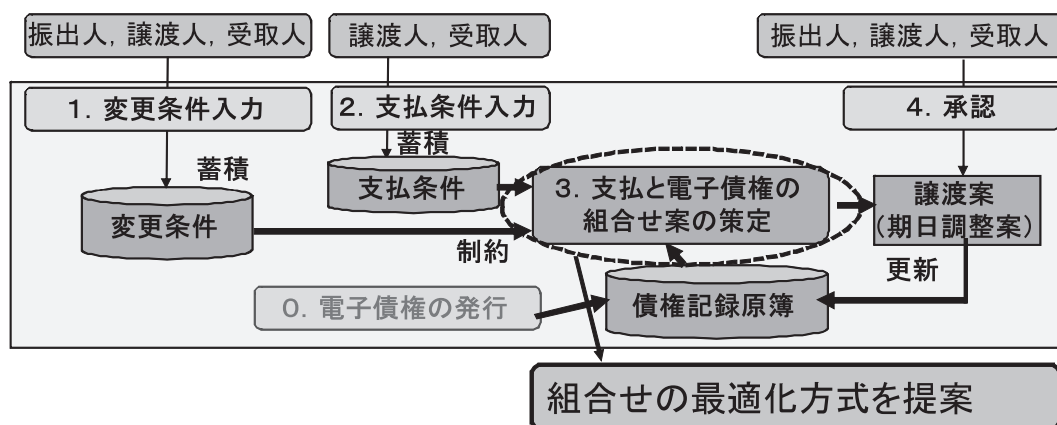 振出人, 譲渡人, 受取人
譲渡人, 受取人
振出人, 譲渡人, 受取人
1. 変更条件入力
2. 支払条件入力
4. 承認
蓄積
蓄積
変更条件
支払条件
3. 支払と電子債権の
組合せ案の策定
譲渡案
(期日調整案)
制約
更新
0. 電子債権の発行
債権記録原簿
組合せの最適化方式を提案